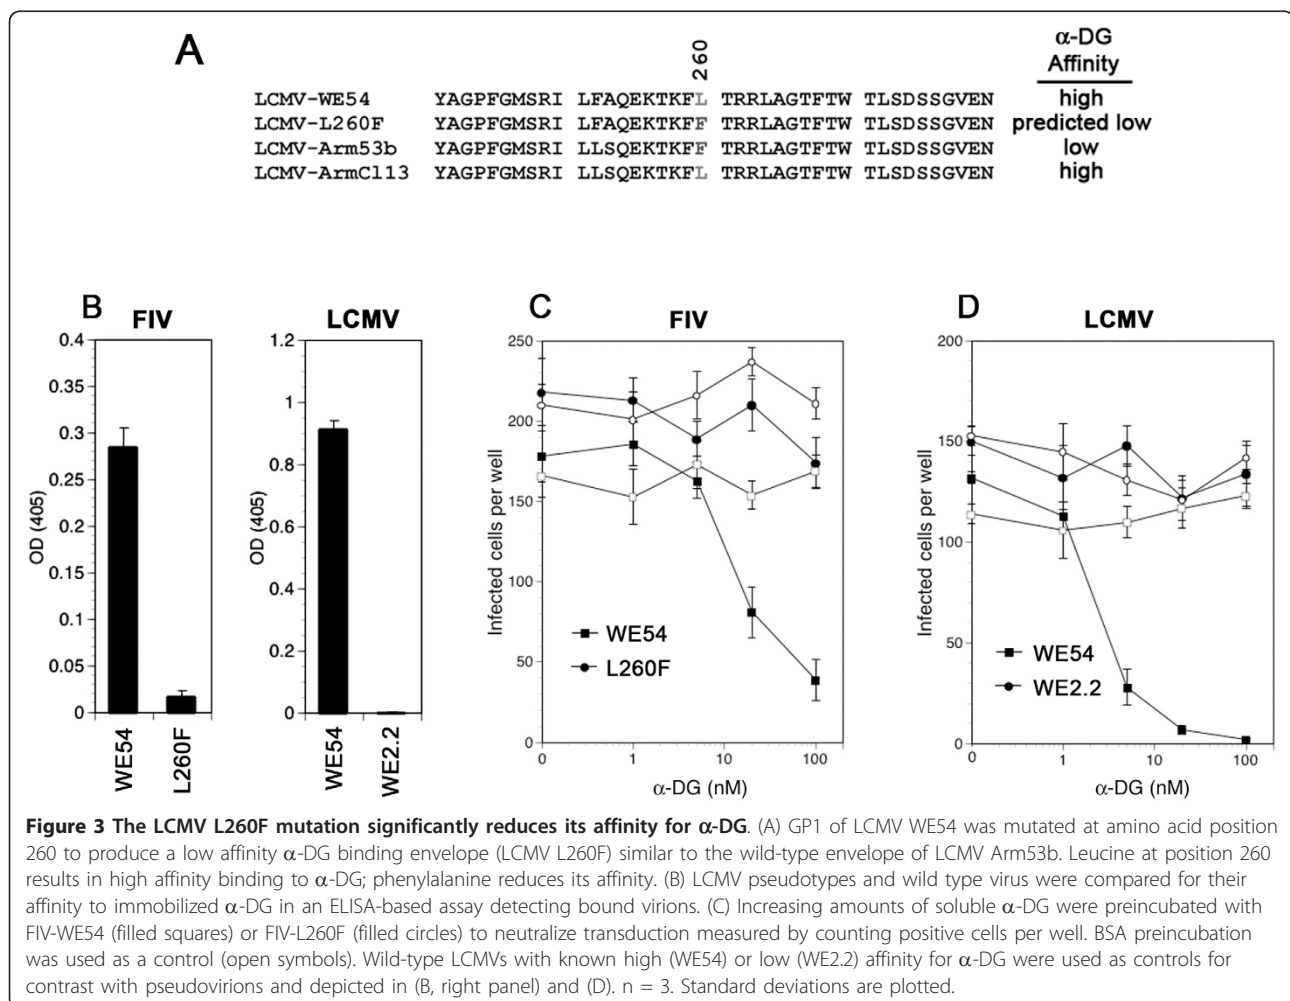 A
260
α-DG
Affinity
LCMV-WE54 YAGPFGMSRI LFAQEKTKFL TRRLAGTFTW TLSDSSGVEN high
LCMV-L260F YAGPFGMSRI LFAQEKTKFF TRRLAGTFTW TLSDSSGVEN predicted low
LCMV-Arm53b YAGPFGMSRI LLSQEKTKFF TRRLAGTFTW TLSDSSGVEN low
LCMV-ArmCl13 YAGPFGMSRI LLSQEKTKFL TRRLAGTFTW TLSDSSGVEN high
B
FIV
OD (405)
0.4
0.35
0.3
0.25
0.2
0.15
0.1
0.05
0
WE54
L260F
LCMV
OD (405)
1.2
1
0.8
0.6
0.4
0.2
0
WE54
WE2.2
C
FIV
Infected cells per well
250
200
150
100
50
0
WE54
L260F
0 1 10 100
α-DG (nM)
D
LCMV
Infected cells per well
200
150
100
50
0
WE54
WE2.2
0 1 10 100
α-DG (nM)
Figure 3 The LCMV L260F mutation significantly reduces its affinity for α-DG. (A) GP1 of LCMV WE54 was mutated at amino acid position
260 to produce a low affinity α-DG binding envelope (LCMV L260F) similar to the wild-type envelope of LCMV Arm53b. Leucine at position 260
results in high affinity binding to α-DG; phenylalanine reduces its affinity. (B) LCMV pseudotypes and wild type virus were compared for their
affinity to immobilized α-DG in an ELISA-based assay detecting bound virions. (C) Increasing amounts of soluble α-DG were preincubated with
FIV-WE54 (filled squares) or FIV-L260F (filled circles) to neutralize transduction measured by counting positive cells per well. BSA preincubation
was used as a control (open symbols). Wild-type LCMVs with known high (WE54) or low (WE2.2) affinity for α-DG were used as controls for
contrast with pseudovirions and depicted in (B, right panel) and (D). n = 3. Standard deviations are plotted.